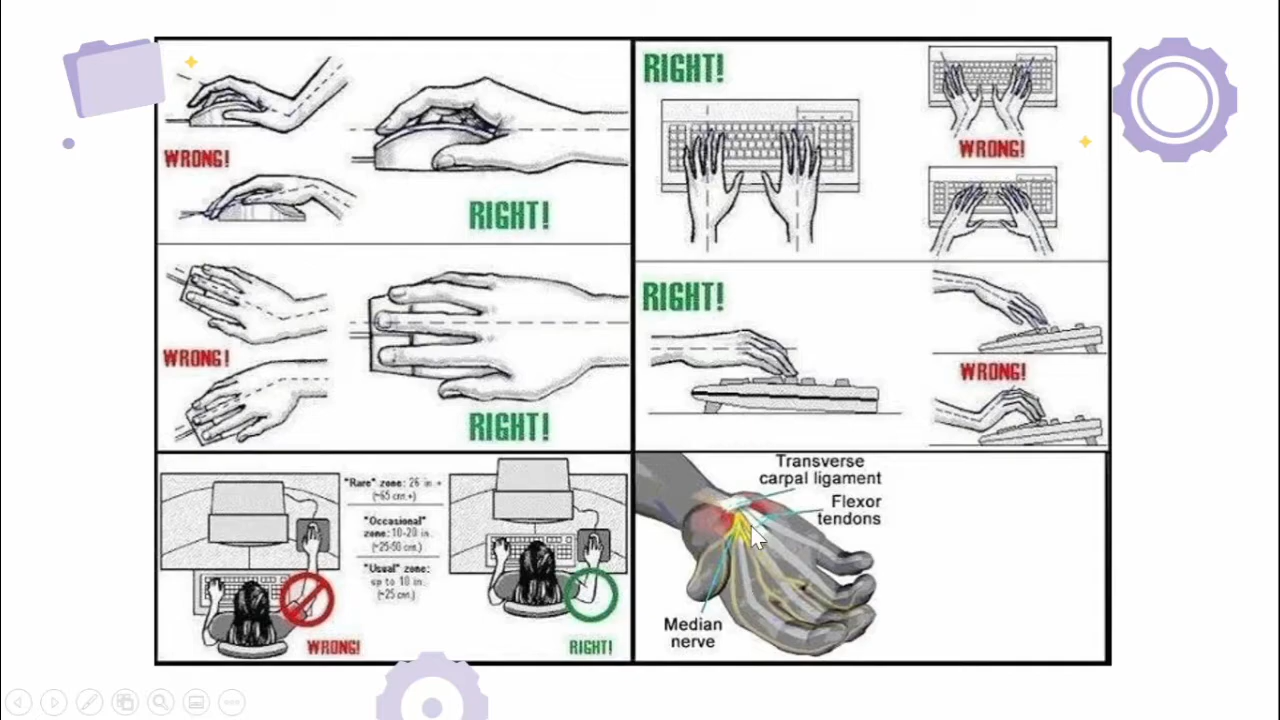 WRONG!
RIGHT!
WRONG!
RIGHT!
RIGHT!
WRONG!
RIGHT!
WRONG!
"Rare" zone: 26 in. +
(~65 cm.+)
"Occasional"
zone: 10-20 in.
(~25-50 cm.)
"Usual" zone:
up to 10 in.
(~25 cm.)
WRONG!
RIGHT!
Transverse
carpal ligament
Flexor
tendons
Median
nerve